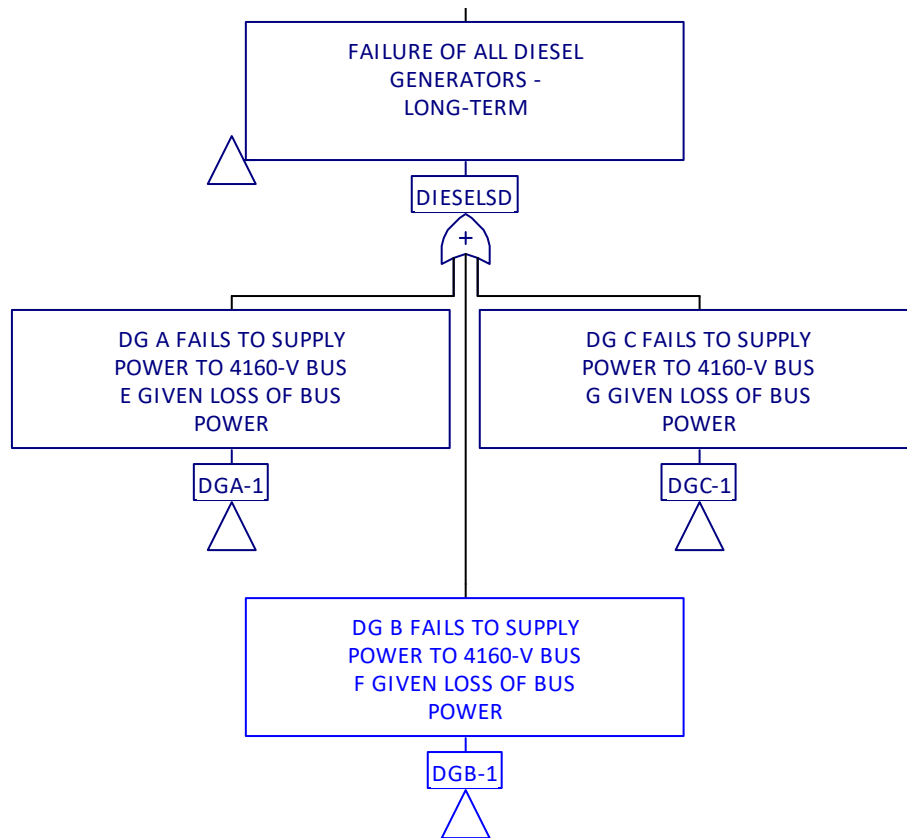 FAILURE OF ALL DIESEL
GENERATORS -
LONG-TERM
DIESELSD
+
DG A FAILS TO SUPPLY
POWER TO 4160-V BUS
E GIVEN LOSS OF BUS
POWER
DGA-1
DG C FAILS TO SUPPLY
POWER TO 4160-V BUS
G GIVEN LOSS OF BUS
POWER
DGC-1
DG B FAILS TO SUPPLY
POWER TO 4160-V BUS
F GIVEN LOSS OF BUS
POWER
DGB-1